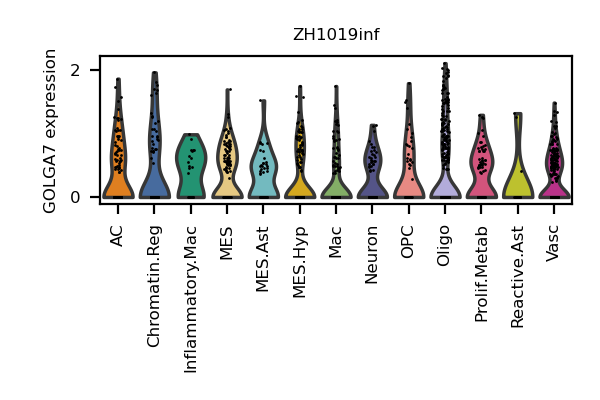 ZH1019inf
GOLGA7 expression
2
0
AC
Chromatin.Reg
Inflammatory.Mac
MES
MES.Ast
MES.Hyp
Mac
Neuron
OPC
Oligo
Prolif.Metab
Reactive.Ast
Vasc